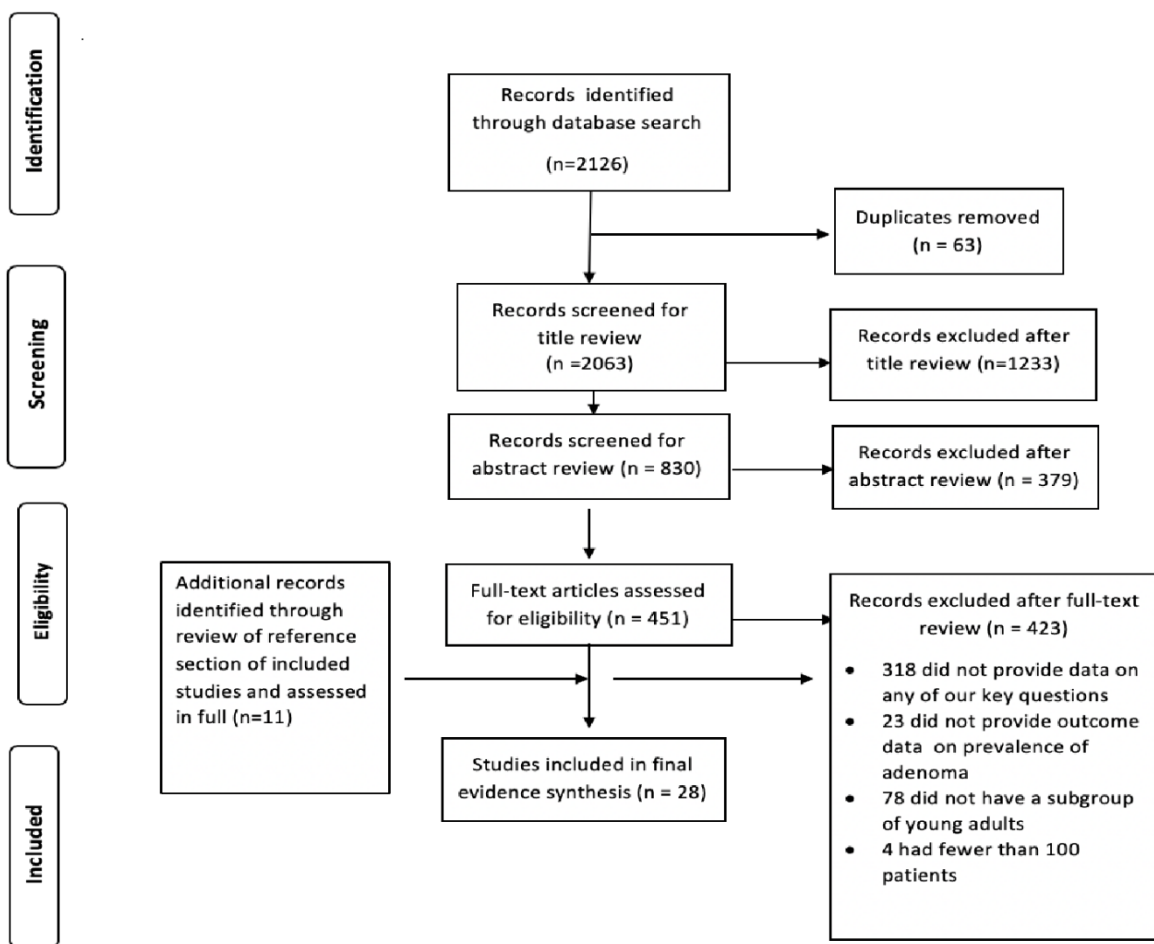 Identification
Records identified
through database search
(n=2126)
Duplicates removed
(n = 63)
Screening
Records screened for
title review
(n =2063)
Records excluded after
title review (n=1233)
Records screened for
abstract review (n = 830)
Records excluded after
abstract review (n = 379)
Eligibility
Additional records
identified through
review of reference
section of included
studies and assessed
in full (n=11)
Full-text articles assessed
for eligibility (n = 451)
Records excluded after full-text
review (n = 423)
• 318 did not provide data on
any of our key questions
• 23 did not provide outcome
data on prevalence of
adenoma
• 78 did not have a subgroup
of young adults
• 4 had fewer than 100
patients
Included
Studies included in final
evidence synthesis (n = 28)